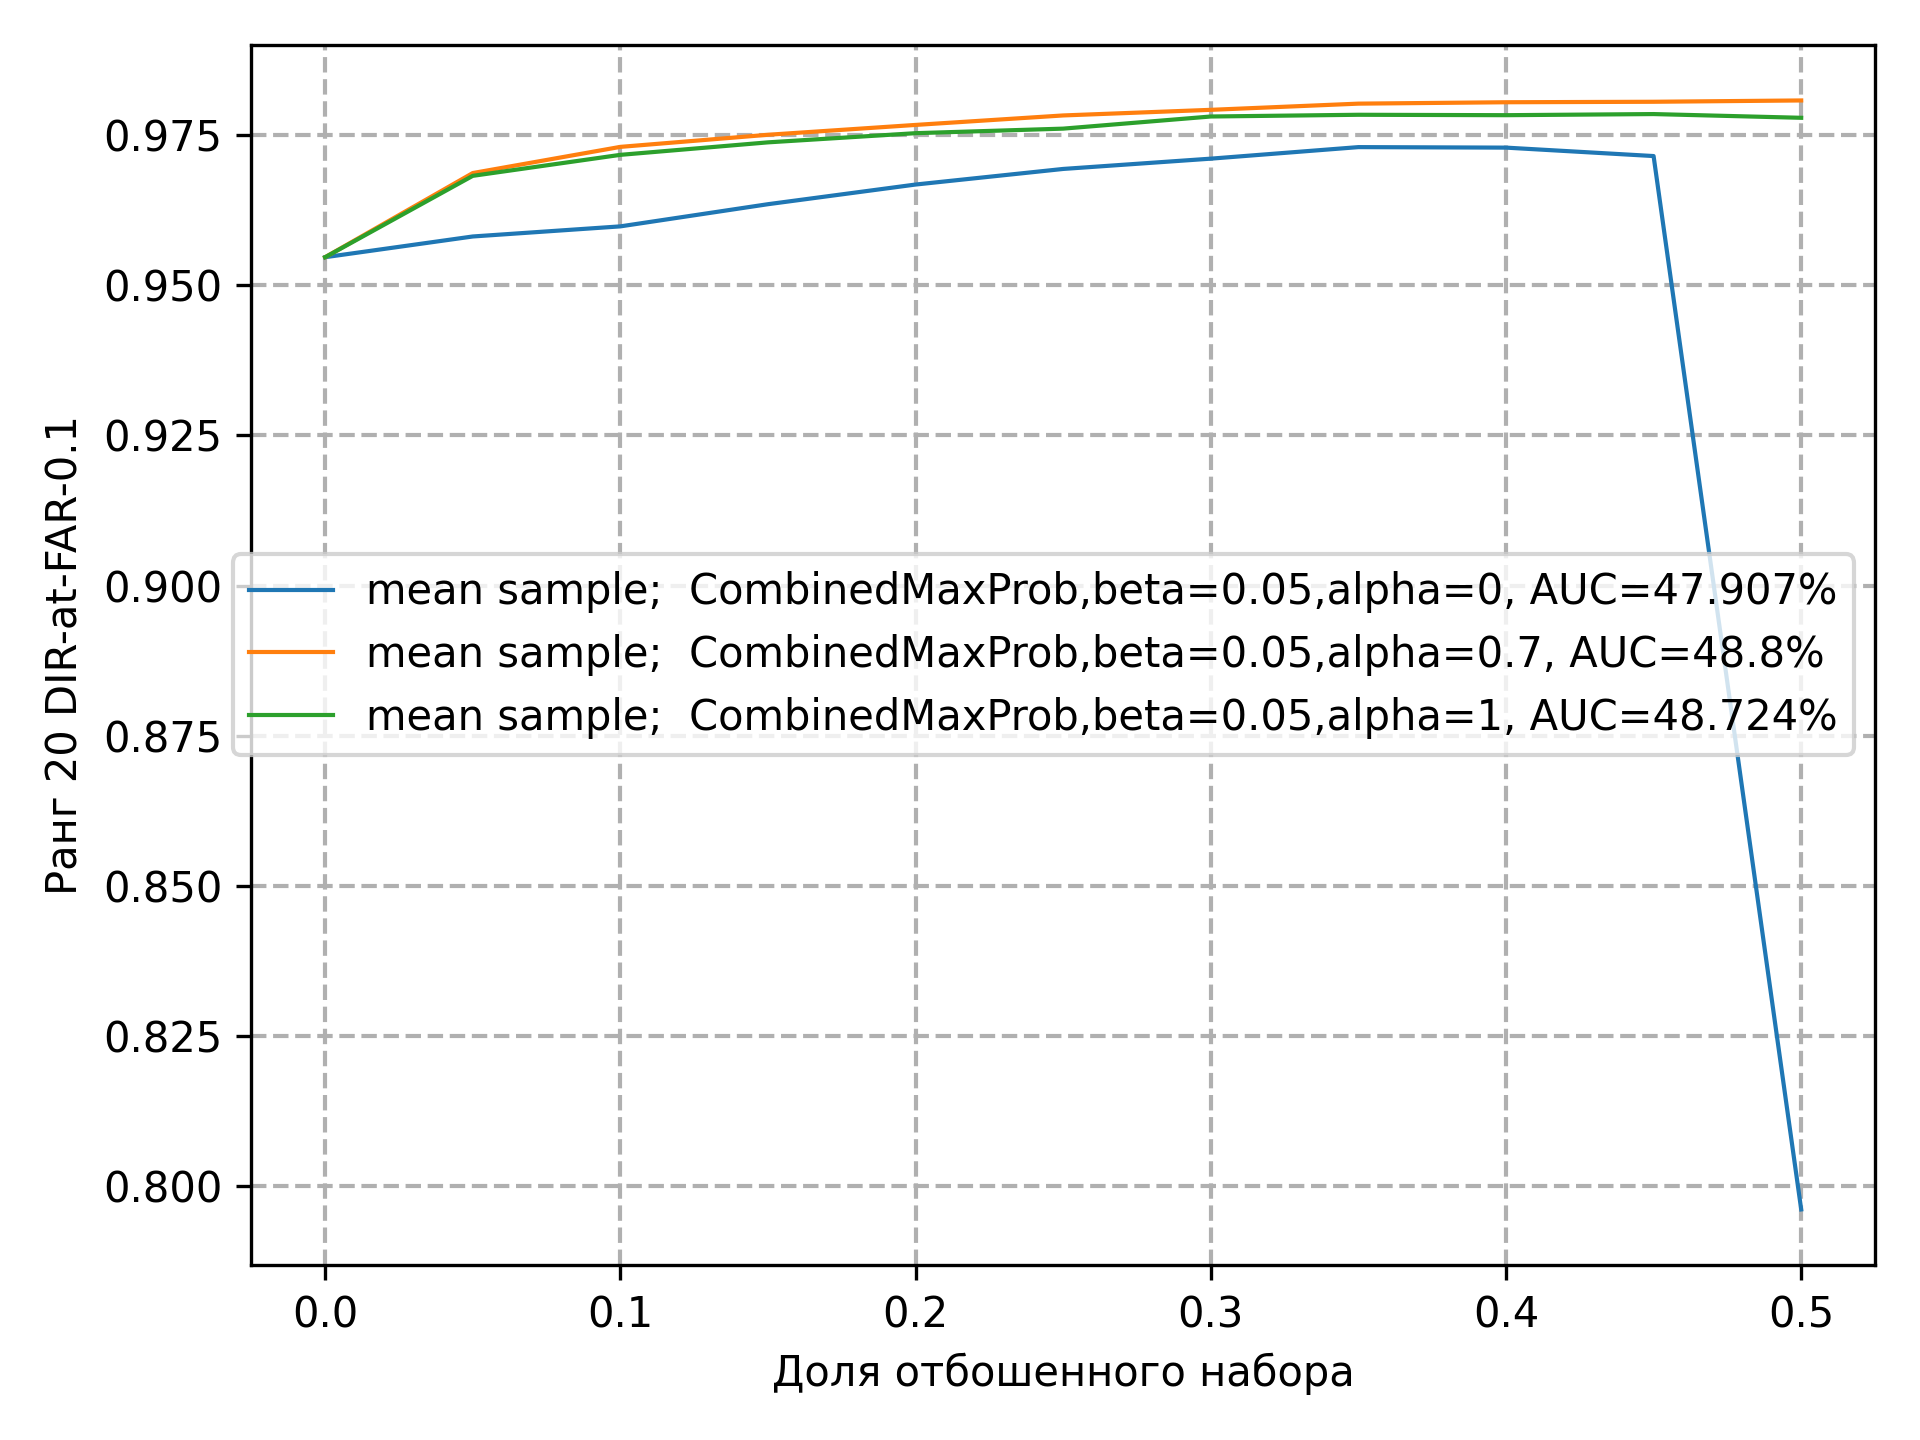 Ранг 20 DIR-at-FAR-0.1
0.975
0.950
0.925
0.900
0.875
0.850
0.825
0.800
mean sample;  CombinedMaxProb,beta=0.05,alpha=0, AUC=47.907%
mean sample;  CombinedMaxProb,beta=0.05,alpha=0.7, AUC=48.8%
mean sample;  CombinedMaxProb,beta=0.05,alpha=1, AUC=48.724%
0.0 0.1 0.2 0.3 0.4 0.5
Доля отбошенного набора